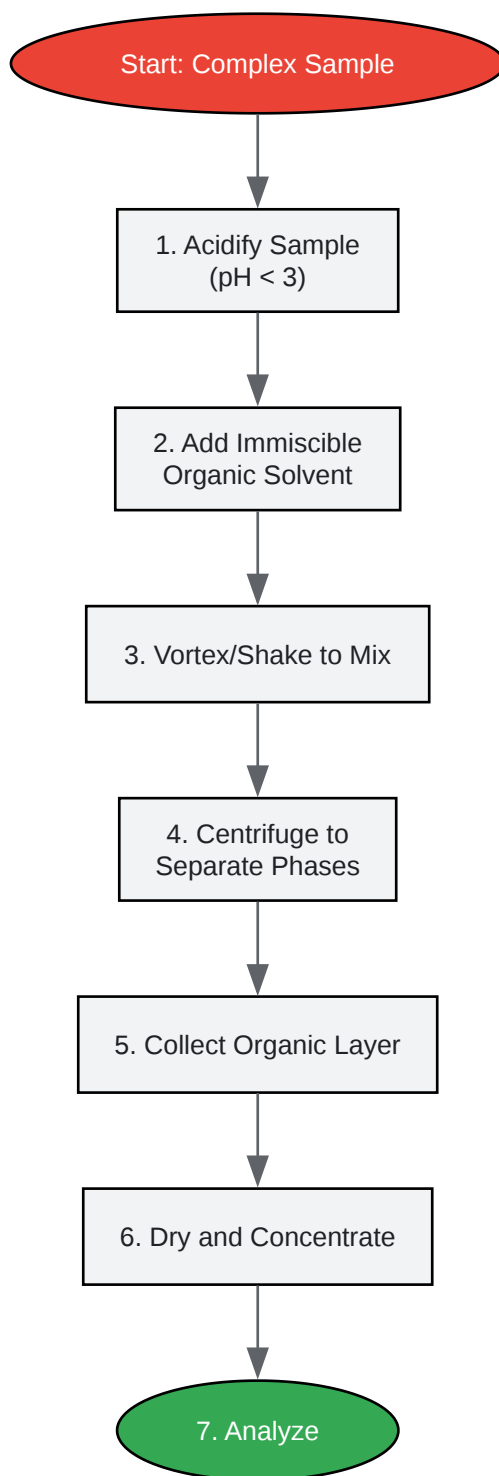 Start: Complex Sample
1. Acidify Sample
(pH < 3)
2. Add Immiscible
Organic Solvent
3. Vortex/Shake to Mix
4. Centrifuge to
Separate Phases
5. Collect Organic Layer
6. Dry and Concentrate
7. Analyze